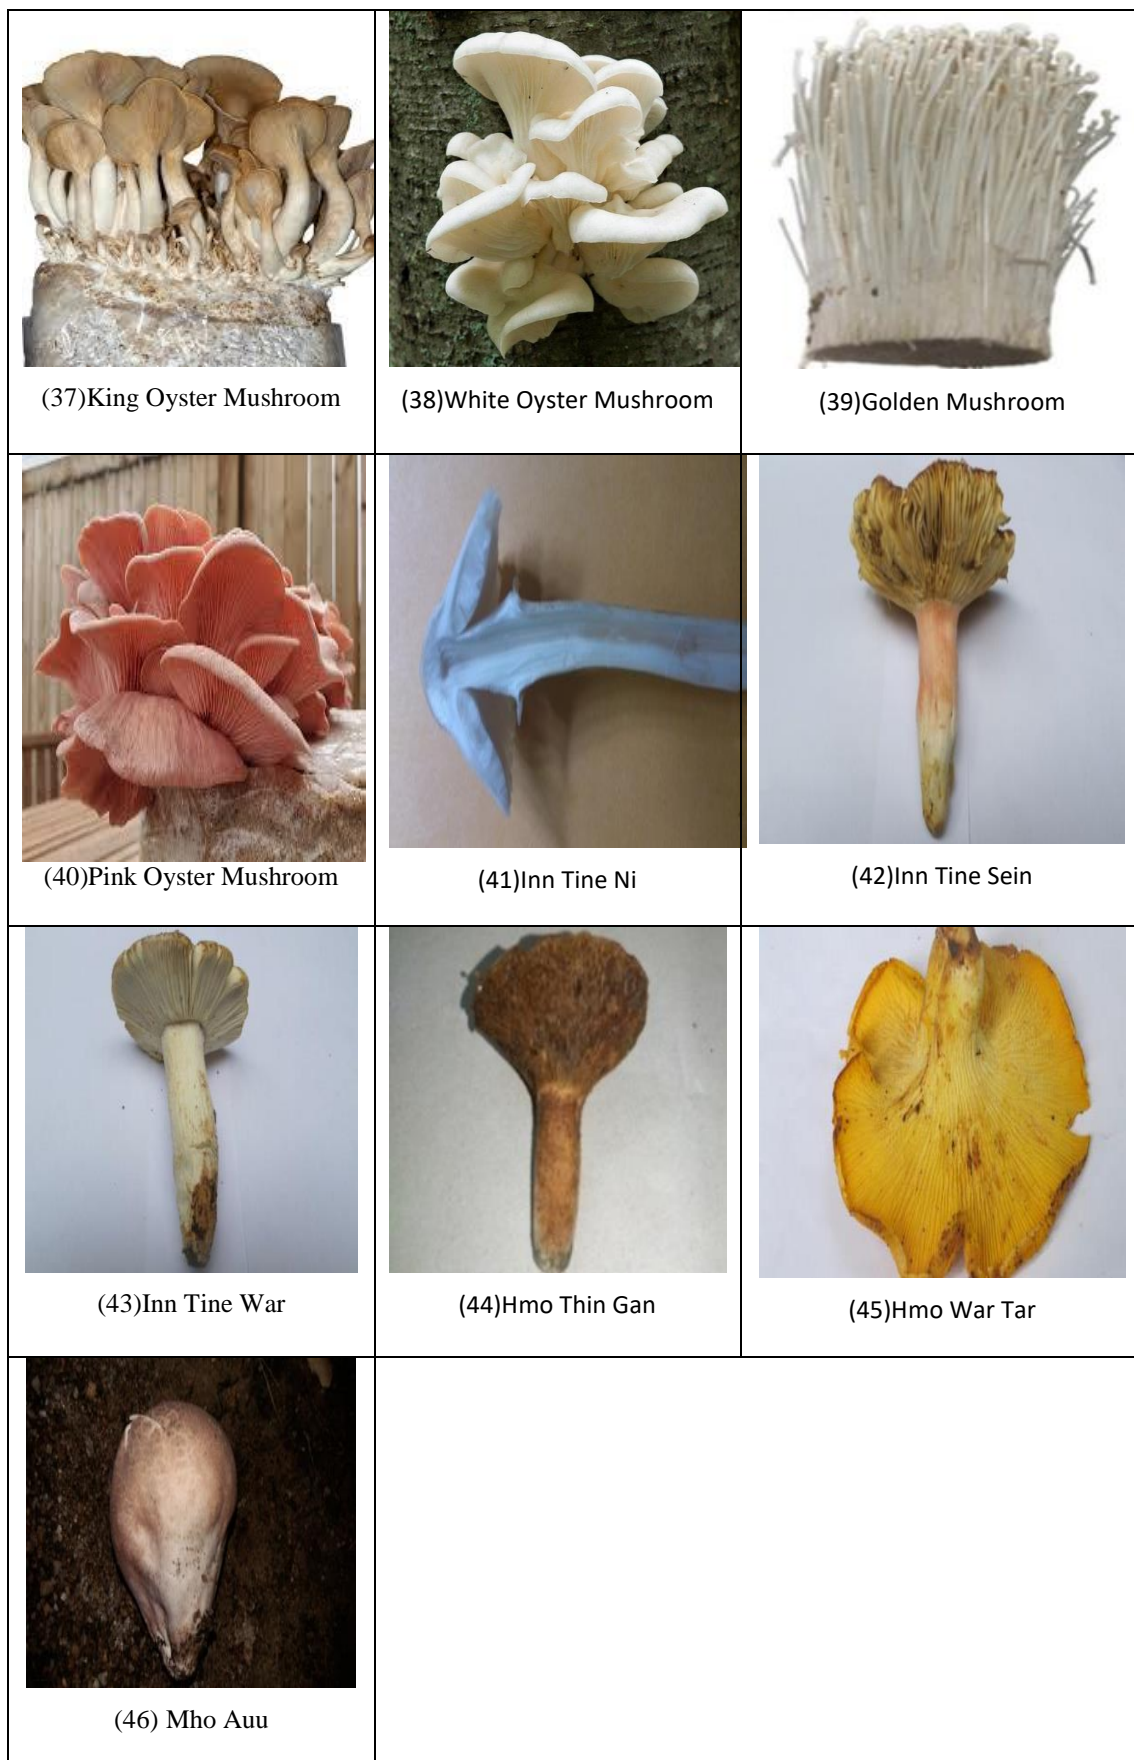 (37)King Oyster Mushroom
(38)White Oyster Mushroom
(39)Golden Mushroom
(40)Pink Oyster Mushroom
(41)Inn Tine Ni
(42)Inn Tine Sein
(43)Inn Tine War
(44)Hmo Thin Gan
(45)Hmo War Tar
(46) Mho Auu